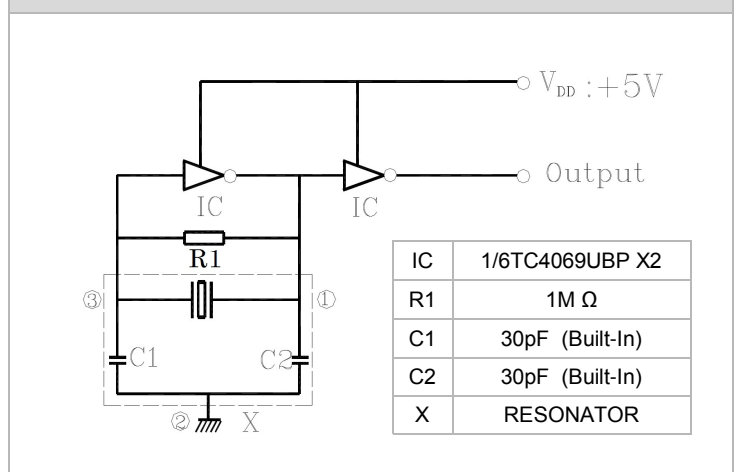 V_DD :+5V
Output
IC
IC
R1
③
①
C1
C2
②
X
IC 1/6TC4069UBP X2
R1 1M Ω
C1 30pF (Built-In)
C2 30pF (Built-In)
X RESONATOR